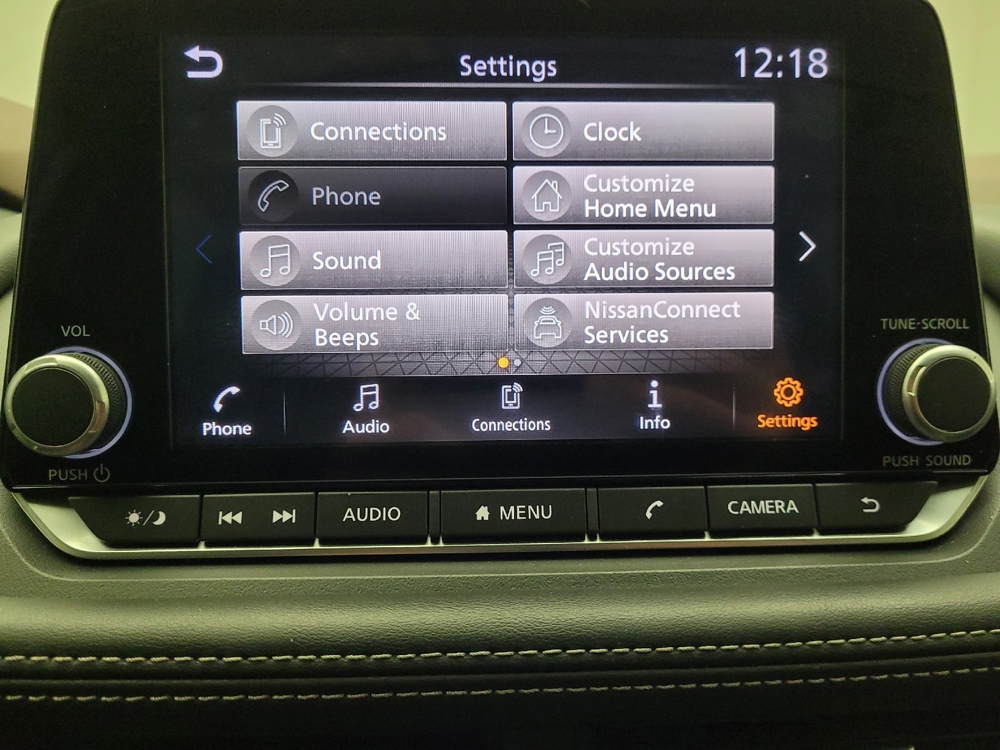 Settings
12:18
Connections
Clock
Phone
Customize
Home Menu
Sound
Customize
Audio Sources
Volume &
Beeps
NissanConnect
Services
Phone
Audio
Connections
Info
Settings
VOL
TUNE·SCROLL
PUSH
PUSH SOUND
AUDIO
MENU
CAMERA